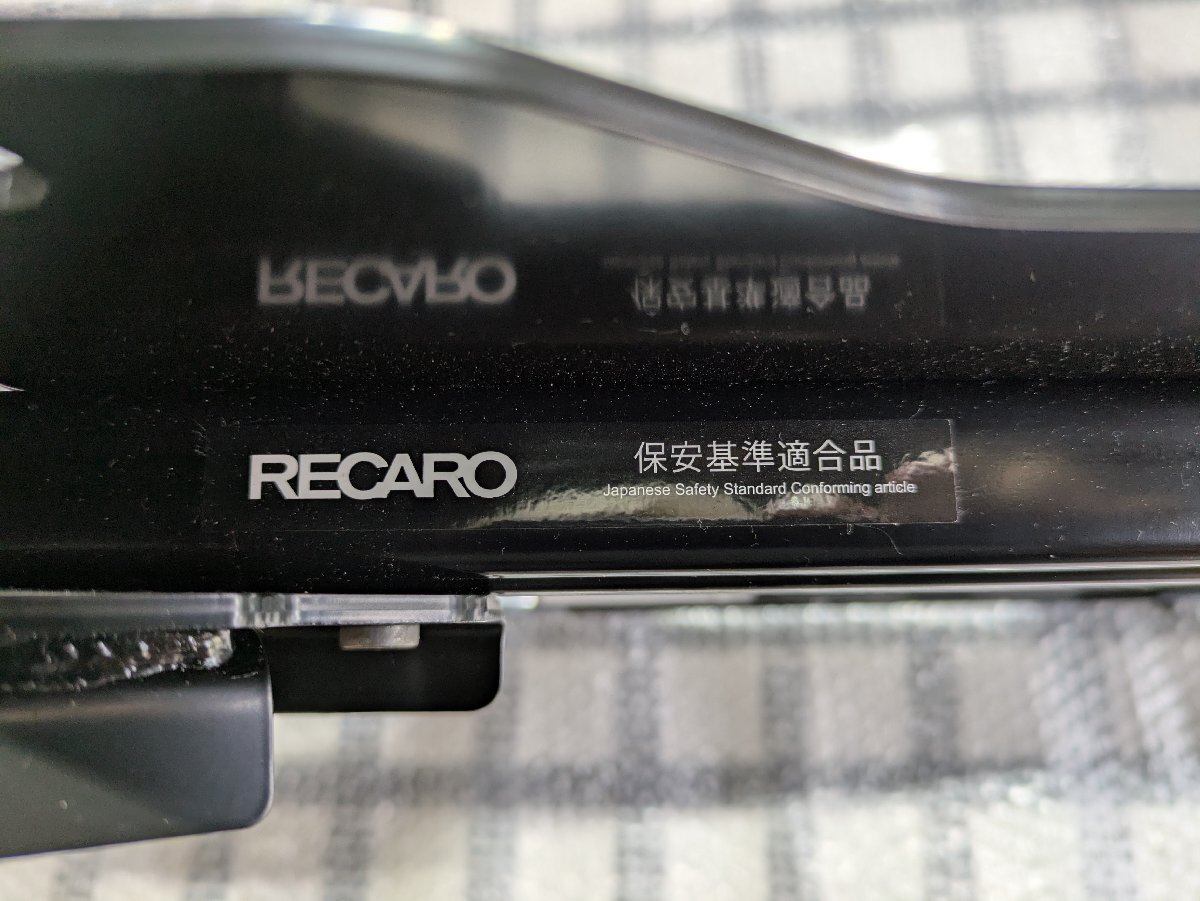 RECARO
保安基準適合品
Japanese Safety Standard Conforming article